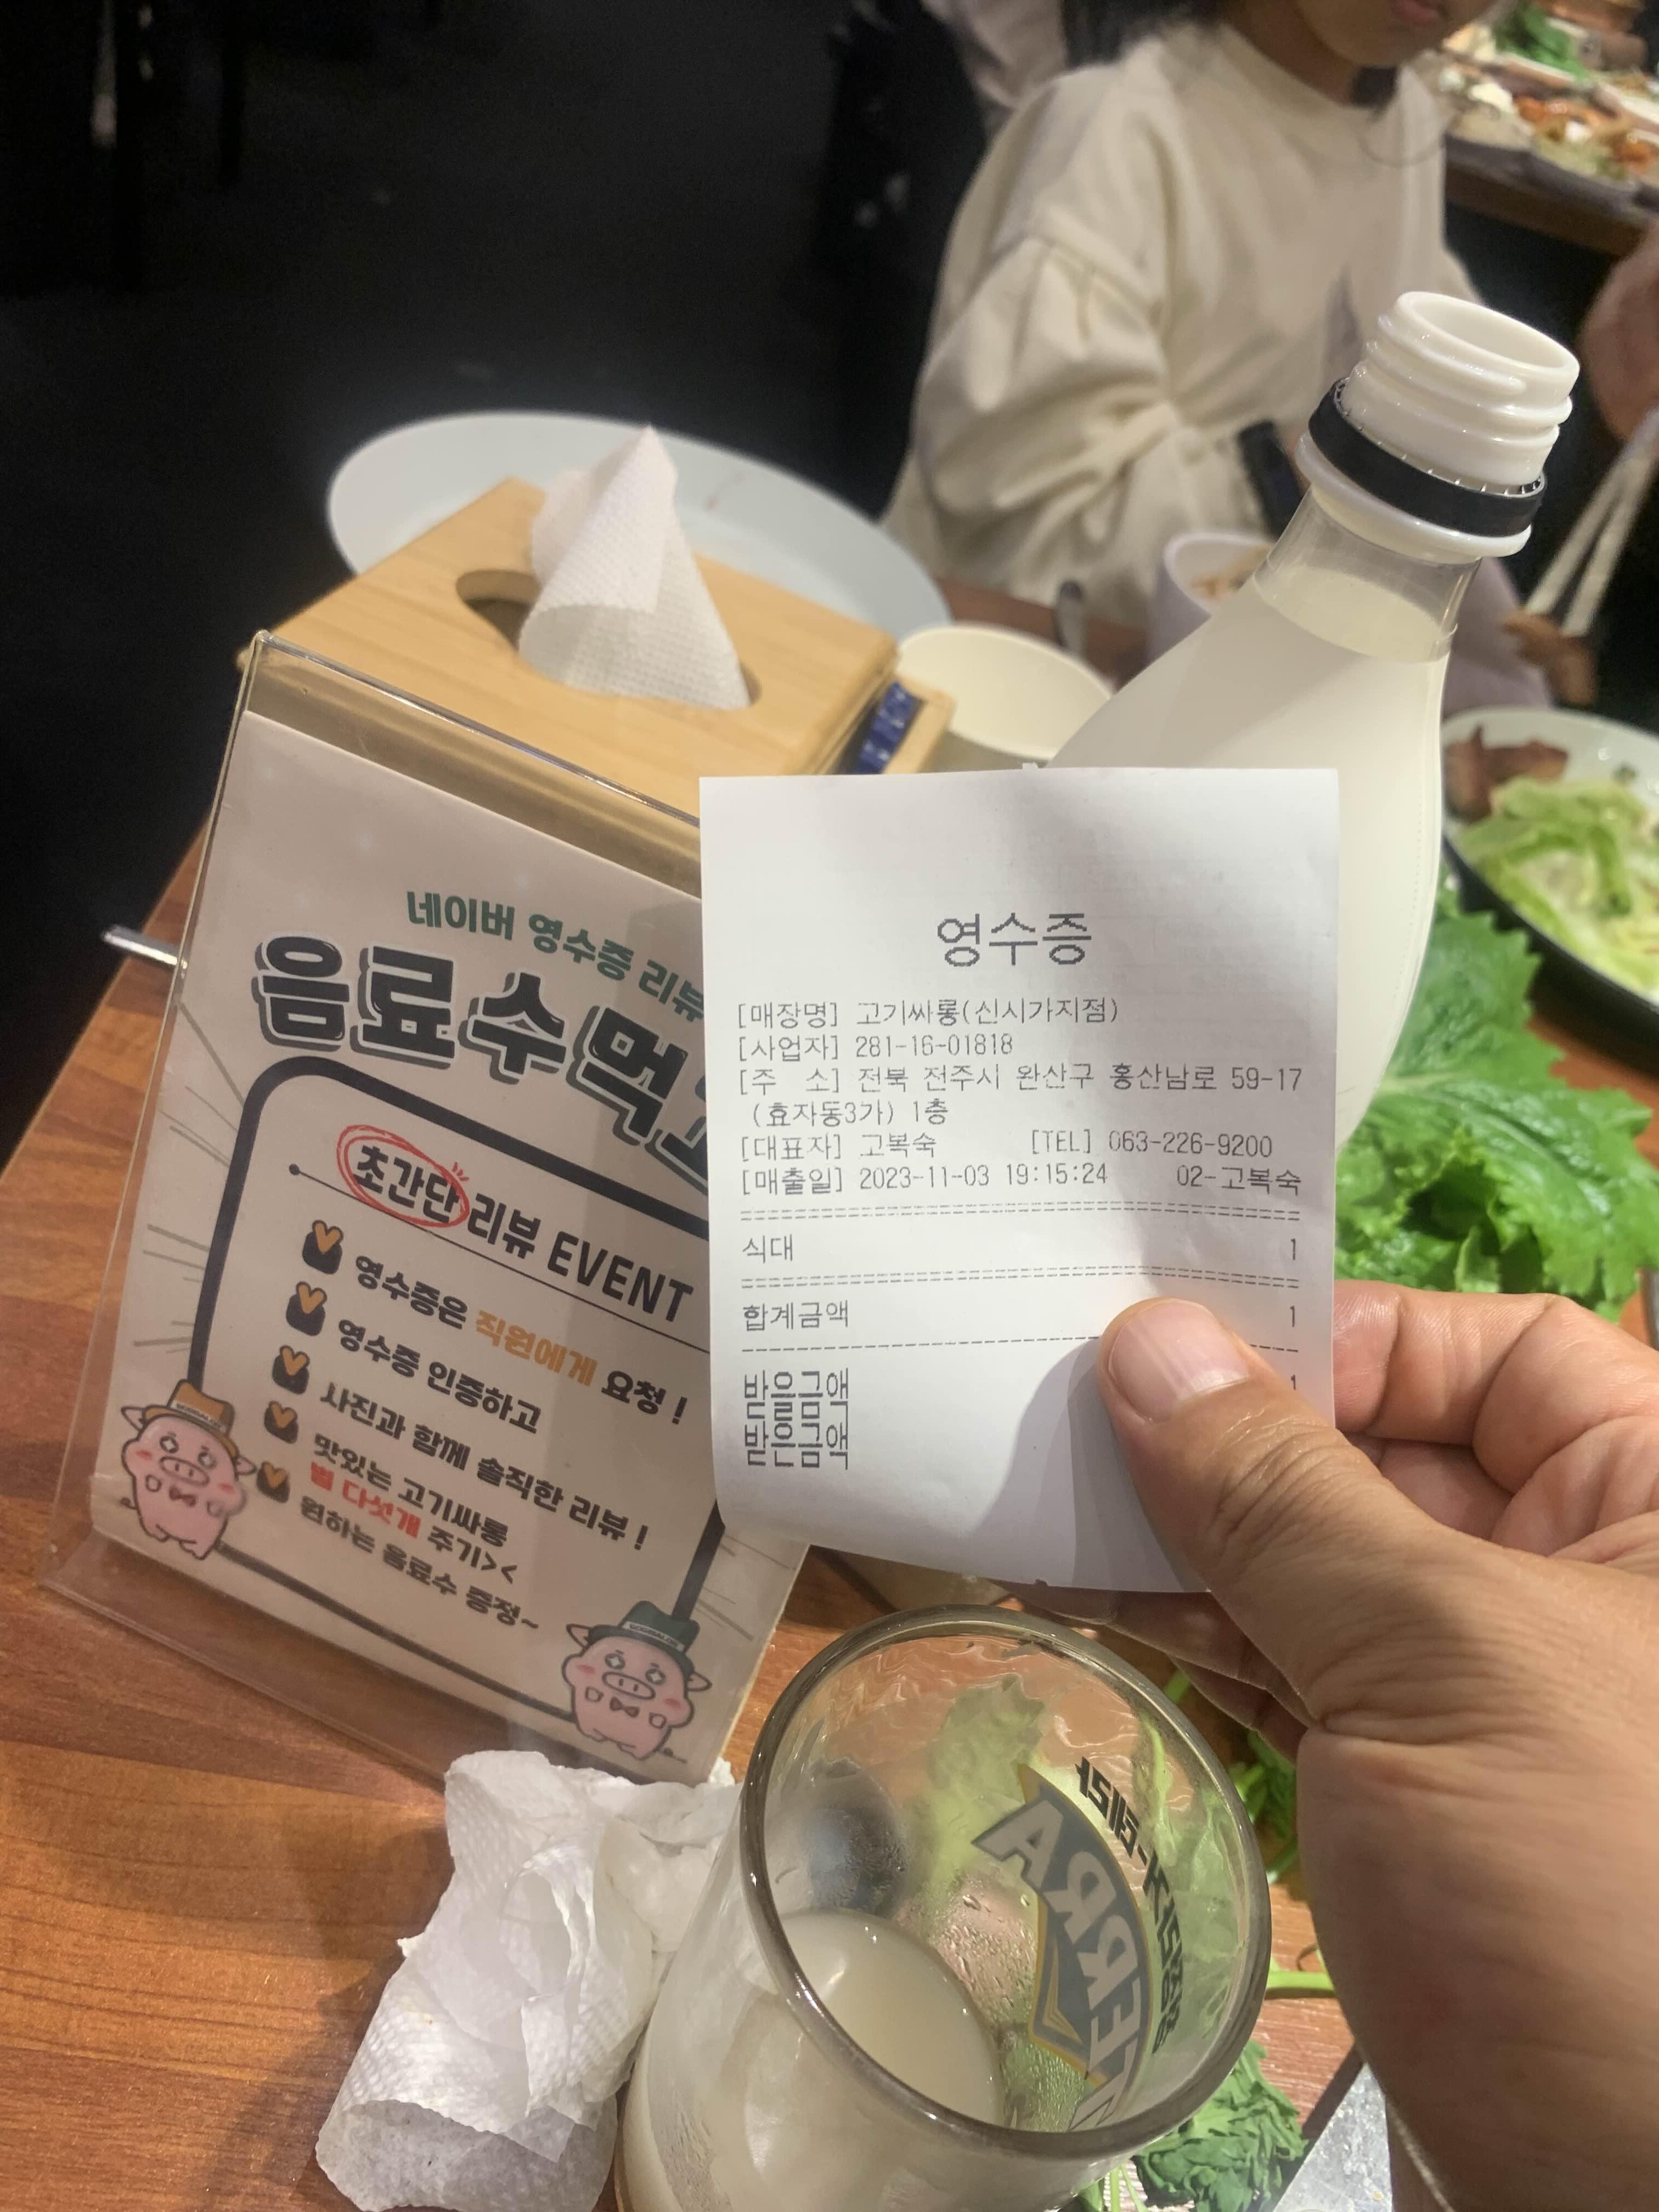 네이버 영수증 리뷰
음료수 먹고
초간단 리뷰 EVENT
영수증은 직원에게 요청!
영수증 인증하고
사진과 함께 솔직한 리뷰!
맛있는 고기싸롱
별 다섯개 주기><
원하는 음료수 증정~
영수증
[매장명] 고기싸롱(신시가지점)
[사업자] 281-16-01818
[주 소] 전북 전주시 완산구 홍산남로 59-17
(효자동3가) 1층
[대표자] 고복숙 [TEL] 063-226-9200
[매출일] 2023-11-03 19:15:24 02-고복숙
식대 1
합계금액 1
받을금액 1
받은금액
테라
TERRA